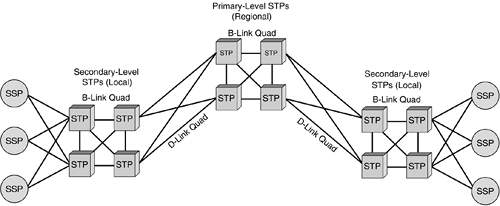 Primary-Level STPs
(Regional)
B-Link Quad
STP STP
STP STP
Secondary-Level
STPs (Local)
B-Link Quad
SSP
SSP
SSP
STP STP
STP STP
D-Link Quad
D-Link Quad
Secondary-Level
STPs (Local)
B-Link Quad
STP STP
STP STP
SSP
SSP
SSP